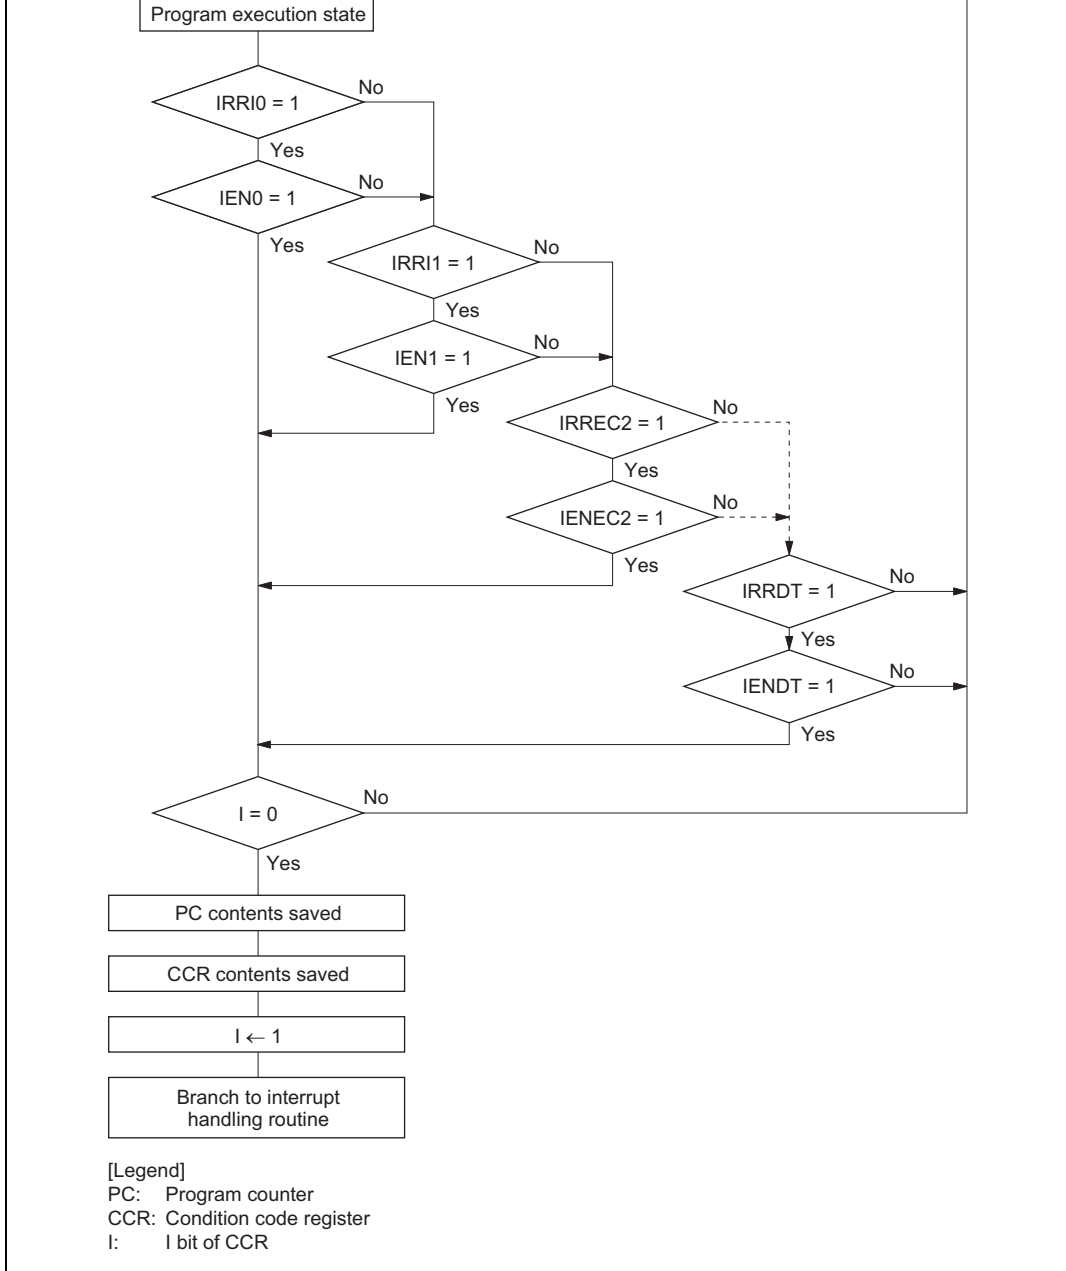 Program execution state
No
IRRI0 = 1
Yes
No
IEN0 = 1
Yes
No
IRRI1 = 1
Yes
No
IEN1 = 1
Yes
No
IRREC2 = 1
Yes
No
IENEC2 = 1
Yes
No
IRRDT = 1
Yes
No
IENDT = 1
Yes
No
I = 0
Yes
PC contents saved
CCR contents saved
I ← 1
Branch to interrupt
handling routine
[Legend]
PC: Program counter
CCR: Condition code register
I: I bit of CCR